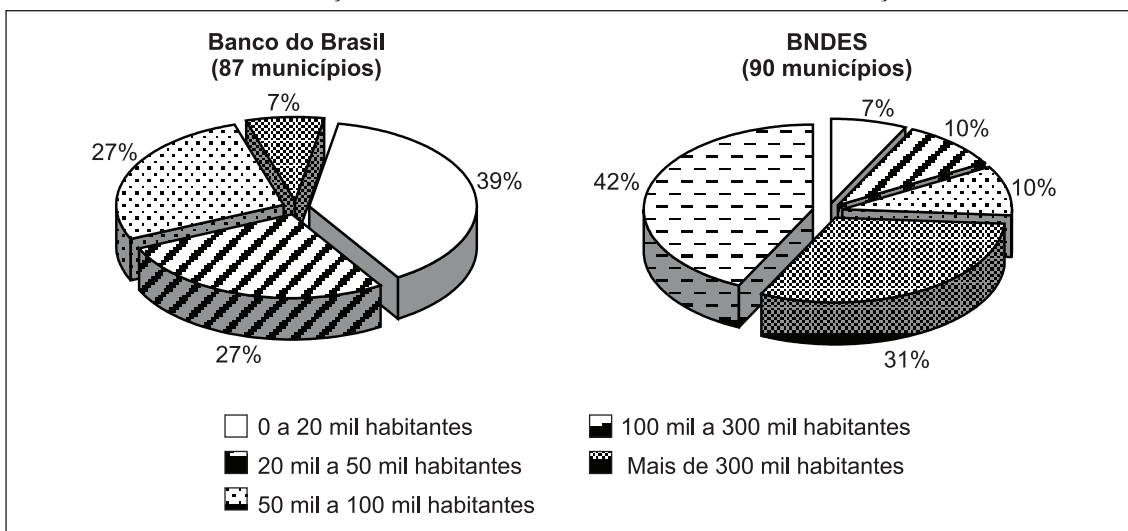 Banco do Brasil
(87 municípios)
7%
27%
39%
27%
BNDES
(90 municípios)
7%
10%
10%
42%
31%
0 a 20 mil habitantes
20 mil a 50 mil habitantes
50 mil a 100 mil habitantes
100 mil a 300 mil habitantes
Mais de 300 mil habitantes